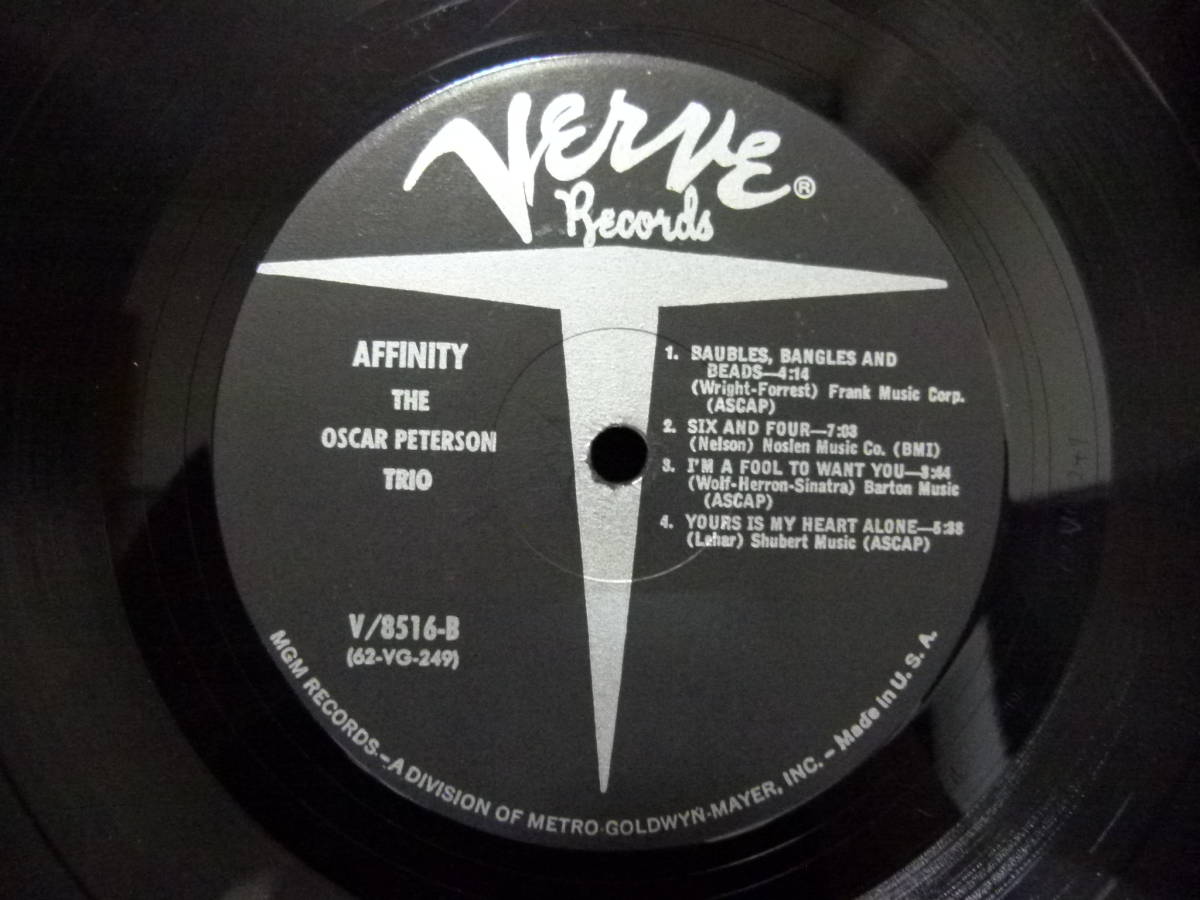 Verve®
Records
AFFINITY
THE
OSCAR PETERSON
TRIO
1. BAUBLES, BANGLES AND
BEADS—4:14
(Wright-Forrest) Frank Music Corp.
(ASCAP)
2. SIX AND FOUR—7:03
(Nelson) Noslen Music Co. (BMI)
3. I'M A FOOL TO WANT YOU—3:44
(Wolf-Herron-Sinatra) Barton Music
(ASCAP)
4. YOURS IS MY HEART ALONE—5:38
(Lehar) Shubert Music (ASCAP)
V/8516-B
(62-VG-249)
MGM RECORDS-A DIVISION OF METRO-GOLDWYN-MAYER, INC. - Made in U. S. A.